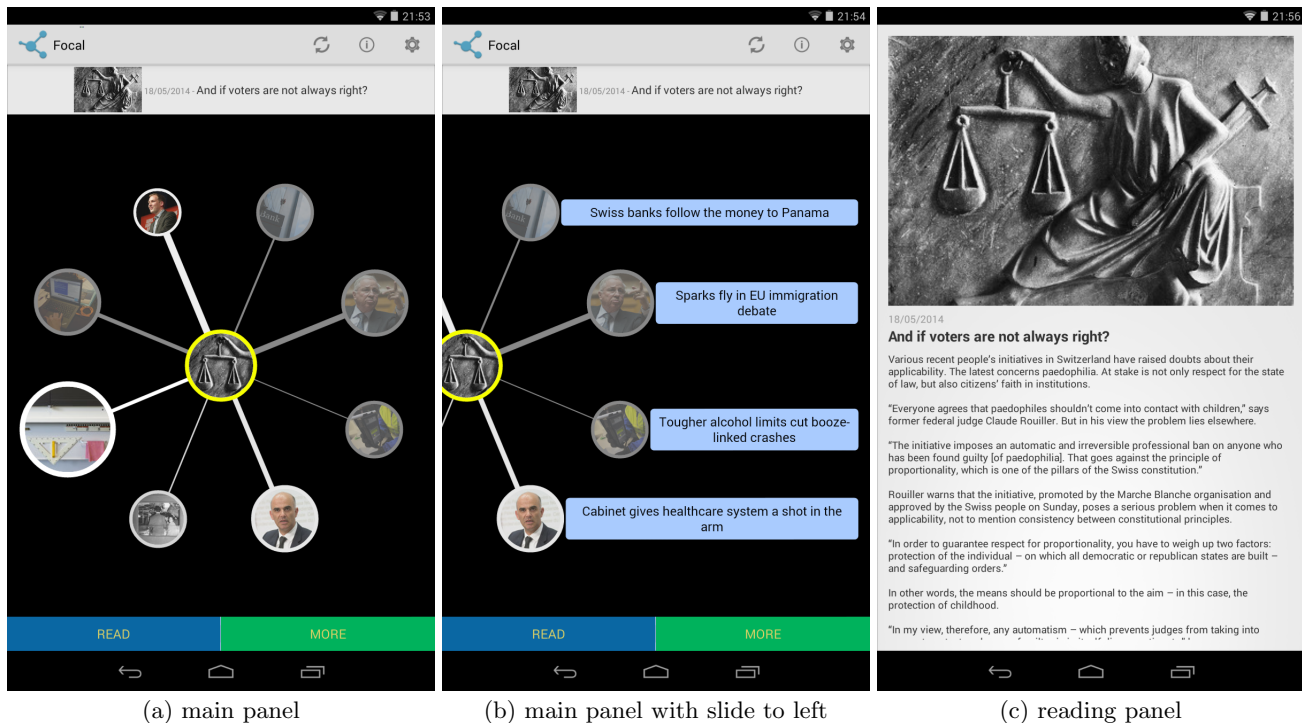 21:53
Focal
18/05/2014 - And if voters are not always right?
bank
READ
MORE
(a) main panel
21:54
Focal
18/05/2014 - And if voters are not always right?
bank
Swiss banks follow the money to Panama
Sparks fly in EU immigration
debate
Tougher alcohol limits cut booze-
linked crashes
Cabinet gives healthcare system a shot in the
arm
READ
MORE
(b) main panel with slide to left
21:56
18/05/2014
And if voters are not always right?
Various recent people's initiatives in Switzerland have raised doubts about their
applicability. The latest concerns paedophilia. At stake is not only respect for the state
of law, but also citizens' faith in institutions.
“Everyone agrees that paedophiles shouldn't come into contact with children,” says
former federal judge Claude Rouiller. But in his view the problem lies elsewhere.
“The initiative imposes an automatic and irreversible professional ban on anyone who
has been found guilty [of paedophilia]. That goes against the principle of
proportionality, which is one of the pillars of the Swiss constitution.”
Rouiller warns that the initiative, promoted by the Marche Blanche organisation and
approved by the Swiss people on Sunday, poses a serious problem when it comes to
applicability, not to mention consistency between constitutional principles.
“In order to guarantee respect for proportionality, you have to weigh up two factors:
protection of the individual – on which all democratic or republican states are built –
and safeguarding orders.”
In other words, the means should be proportional to the aim – in this case, the
protection of childhood.
“In my view, therefore, any automatism – which prevents judges from taking into
(c) reading panel